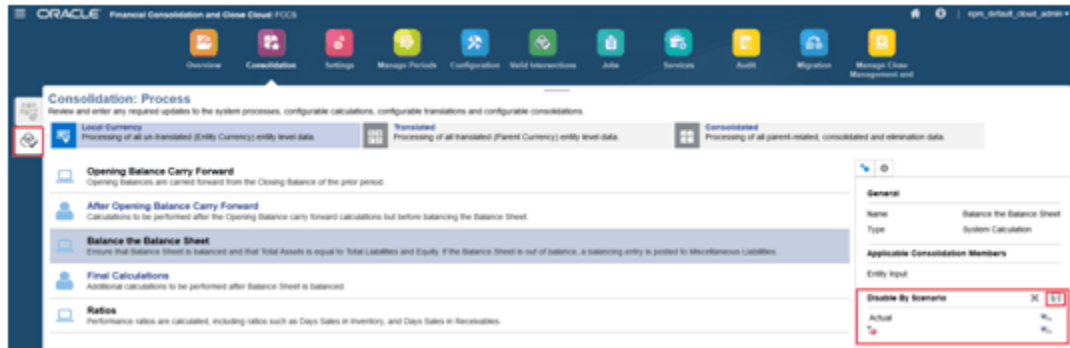 ORACLE Financial Consolidation and Close Cloud: FCCS
epm_default_cloud_admin
Overview
Consolidation
Settings
Manage Periods
Configuration
Valid Intersections
Jobs
Services
Audit
Migration
Manage Close
Management and
Consolidation: Process
Review and enter any required updates to the system processes, configurable calculations, configurable translations and configurable consolidations.
Local Currency
Processing of all un-translated (Entity Currency) entity level data.
Translated
Processing of all translated (Parent Currency) entity level data.
Consolidated
Processing of all parent-related, consolidated and elimination data.
Opening Balance Carry Forward
Opening Balances are carried forward from the Closing Balance of the prior period.
After Opening Balance Carry Forward
Calculations to be performed after the Opening Balance carry forward calculations but before balancing the Balance Sheet.
Balance the Balance Sheet
Ensure that Balance Sheet is balanced and that Total Assets is equal to Total Liabilities and Equity. If the Balance Sheet is out of balance, a balancing entry is posted to Miscellaneous Liabilities.
Final Calculations
Additional calculations to be performed after Balance Sheet is balanced.
Ratios
Performance ratios are calculated, including ratios such as Days Sales in Inventory, and Days Sales in Receivables.
General
Name Balance the Balance Sheet
Type System Calculation
Applicable Consolidation Members
Entity Input
Disable By Scenario
Actual